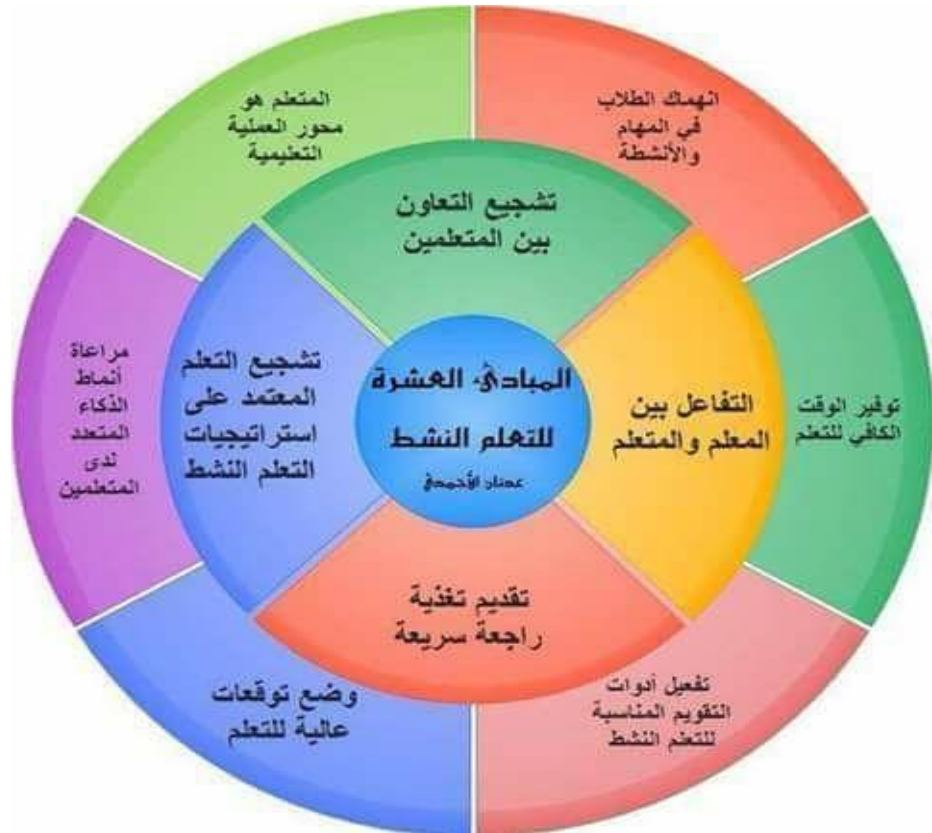 المبادئ العشرة
للتعلم النشط
عدنان الأحمدي
تشجيع التعاون
بين المتعلمين
التفاعل بين
المعلم والمتعلم
تقديم تغذية
راجعة سريعة
تشجيع التعلم
المعتمد على
استراتيجيات
التعلم النشط
انهماك الطلاب
في المهام
والألنشطة
توفير الوقت
الكافي للتعلم
تفعيل أدوات
التقويم المناسبة
للتعلم النشط
وضع توقعات
عالية للتعلم
مراعاة
أنماط
الذكاء
المتعدد
لدى
المتعلمين
المتعلم هو
محور العملية
التعليمية